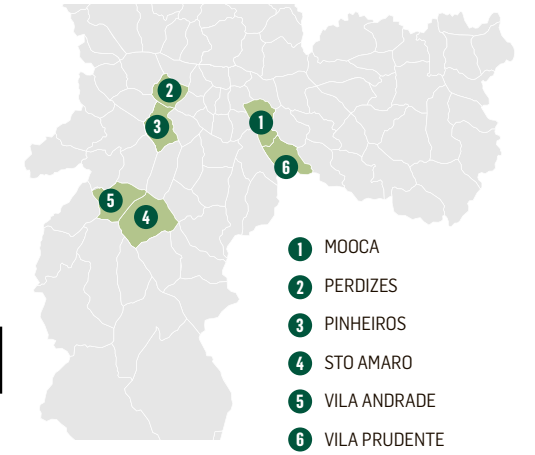 2
3
1
6
5
4
1 MOOCA
2 PERDIZES
3 PINHEIROS
4 STO AMARO
5 VILA ANDRADE
6 VILA PRUDENTE